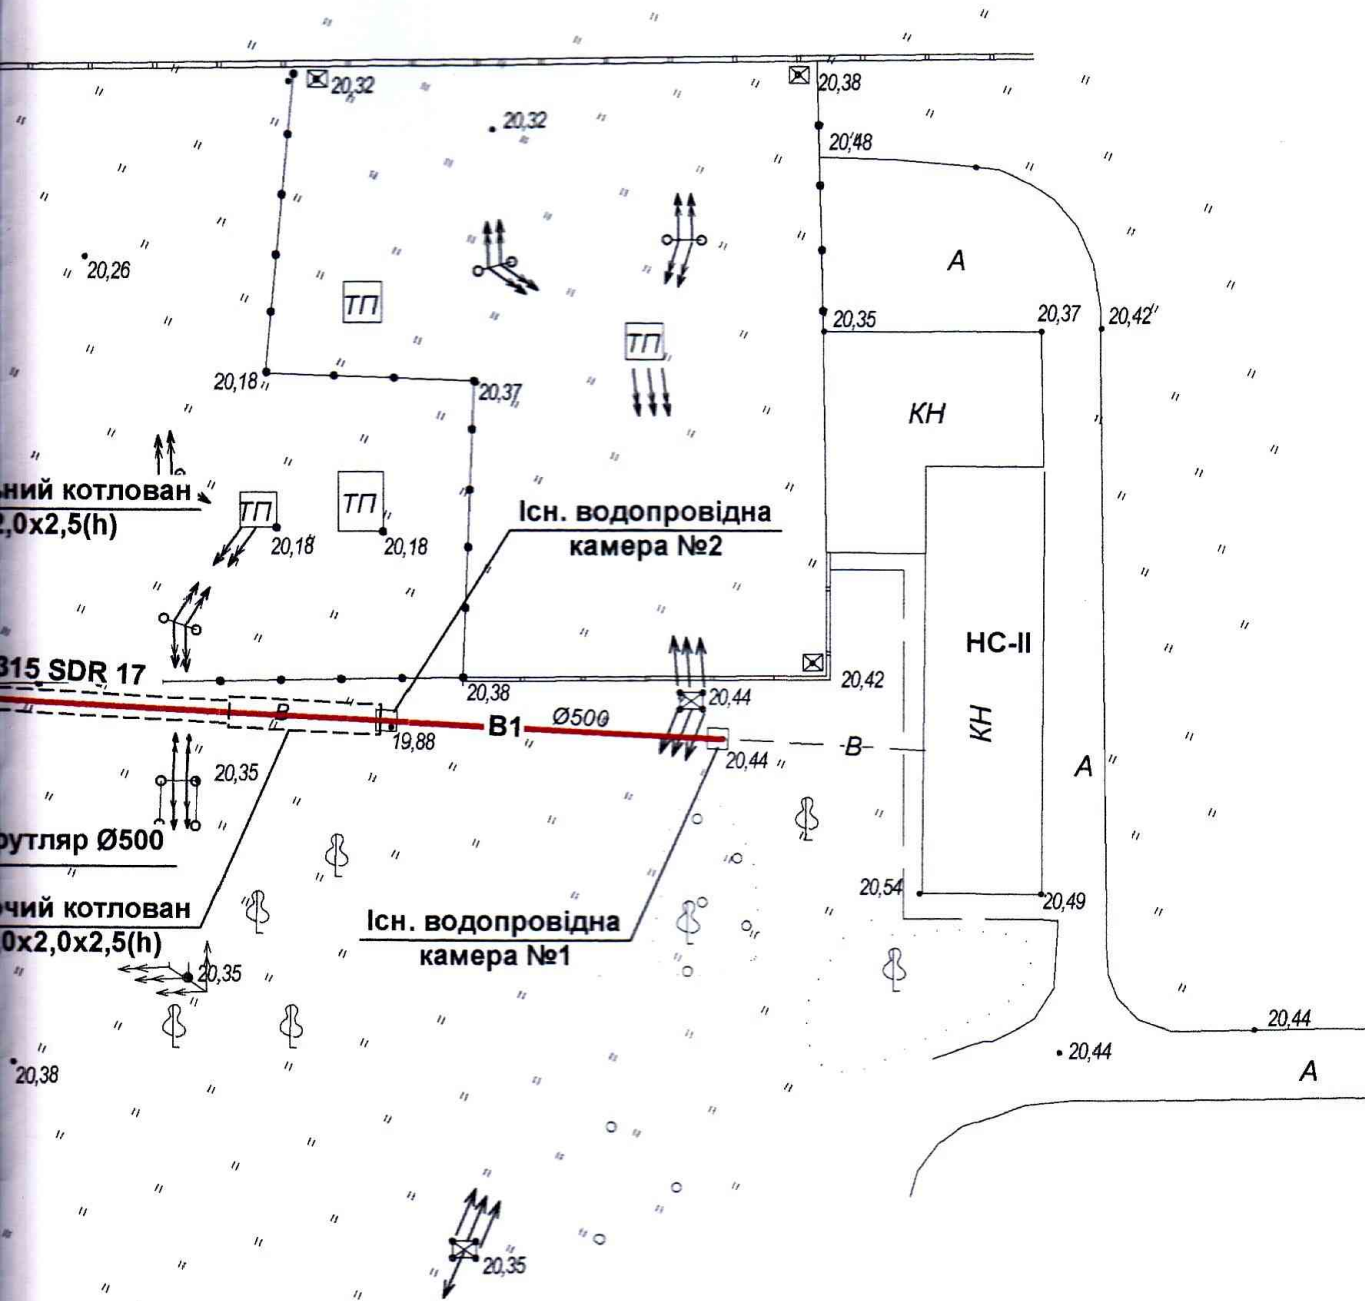 20,32
20,38
20,32
20,48
20,26
А
ТП
20,35
20,37
20,42
ТП
20,18
20,37
КН
ний котлован
2,0х2,5(h)
ТП
ТП
20,18
20,18
Існ. водопровідна
камера №2
НС-ІІ
315 SDR 17
20,38
20,44
20,42
В
В1
Ø500
19,88
20,44
В
КН
А
20,35
футляр Ø500
20,54
20,49
чий котлован
0х2,0х2,5(h)
Існ. водопровідна
камера №1
20,35
20,44
20,44
А
20,38
20,35